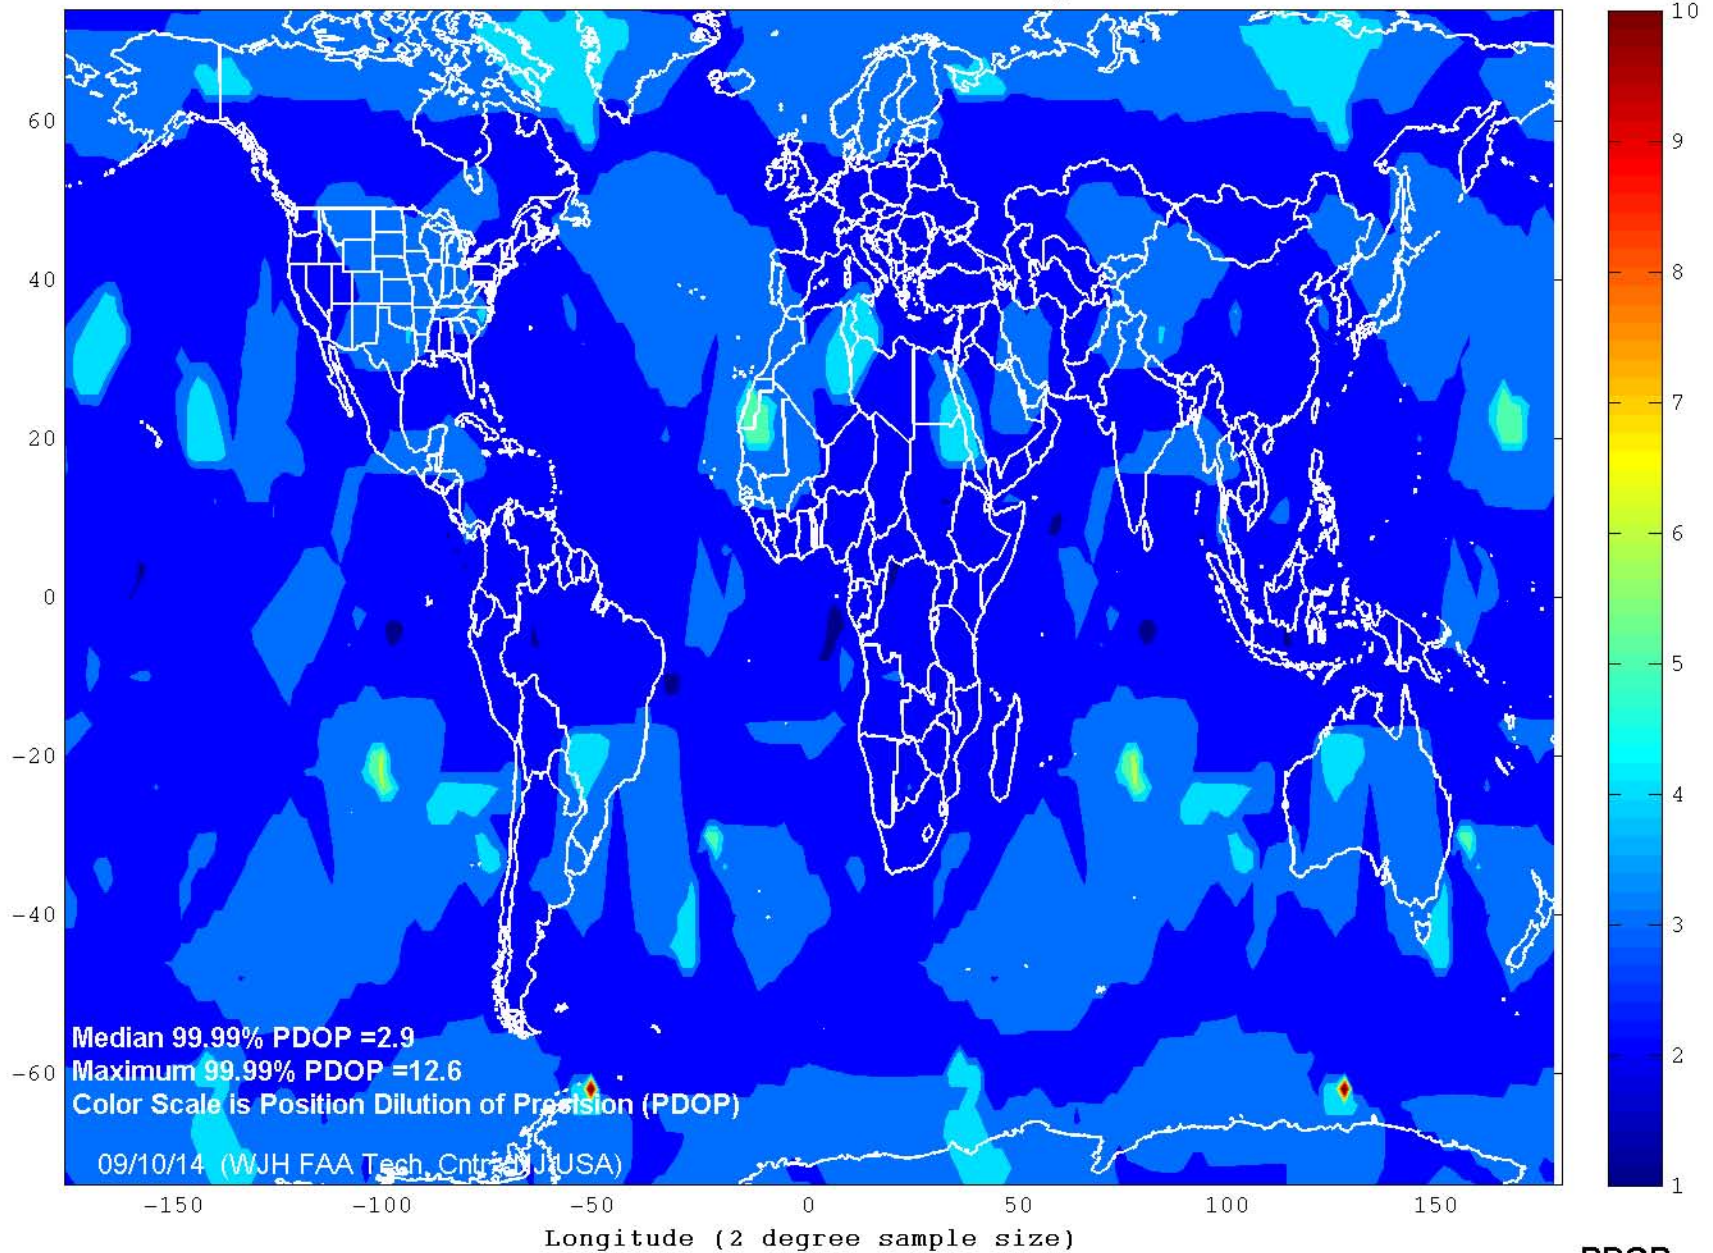 60
40
20
0
-20
-40
-60
10
9
8
7
6
5
4
3
2
1
Median 99.99% PDOP =2.9
Maximum 99.99% PDOP =12.6
Color Scale is Position Dilution of Precision (PDOP)
09/10/14 (WJH FAA Tech. Cntr. NJ USA)
-150 -100 -50 0 50 100 150
Longitude (2 degree sample size)
PDOP